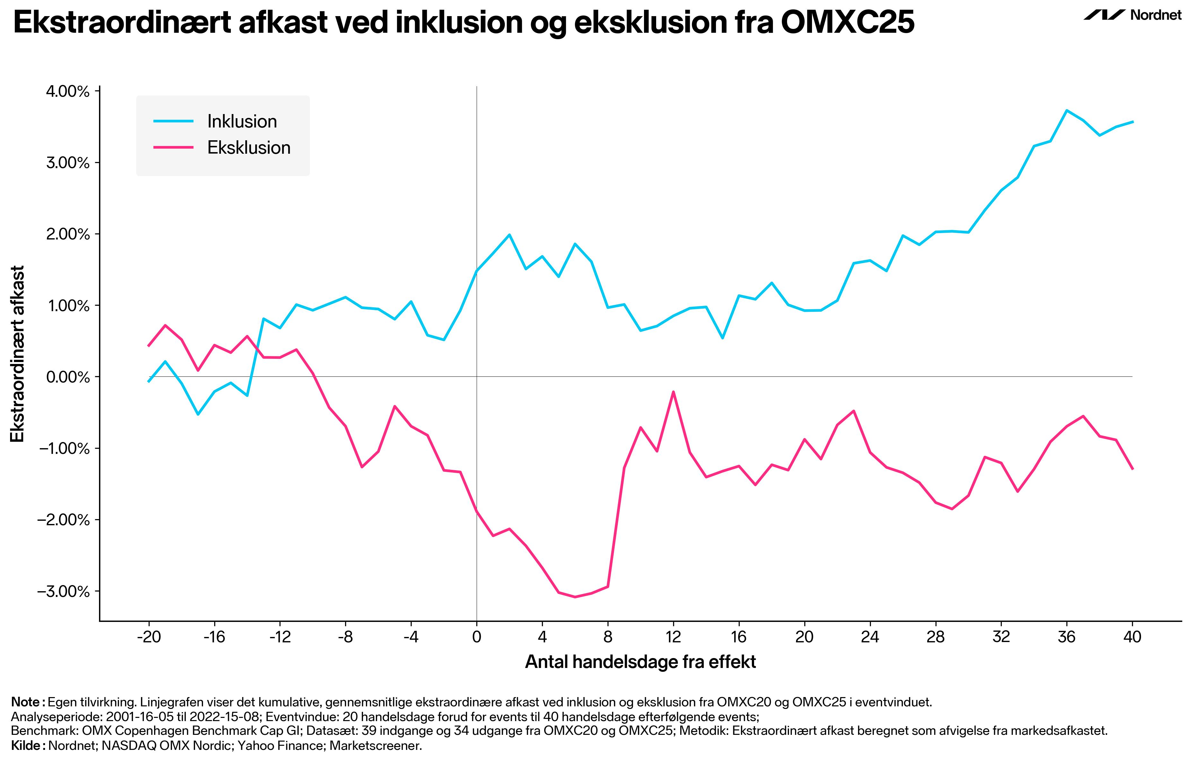 Ekstraordinært afkast ved inklusion og eksklusion fra OMXC25
Nordnet
4.00%
3.00%
2.00%
1.00%
0.00%
−1.00%
−2.00%
−3.00%
Inklusion
Eksklusion
Ekstraordinært afkast
-20 -16 -12 -8 -4 0 4 8 12 16 20 24 28 32 36 40
Antal handelsdage fra effekt
Note : Egen tilvirkning. Linjegrafen viser det kumulative, gennemsnitlige ekstraordinære afkast ved inklusion og eksklusion fra OMXC20 og OMXC25 i eventvinduet.
Analyseperiode: 2001-16-05 til 2022-15-08; Eventvindue: 20 handelsdage forud for events til 40 handelsdage efterfølgende events;
Benchmark: OMX Copenhagen Benchmark Cap GI; Datasæt: 39 indgange og 34 udgange fra OMXC20 og OMXC25; Metodik: Ekstraordinært afkast beregnet som afvigelse fra markedsafkastet.
Kilde : Nordnet; NASDAQ OMX Nordic; Yahoo Finance; Marketscreener.